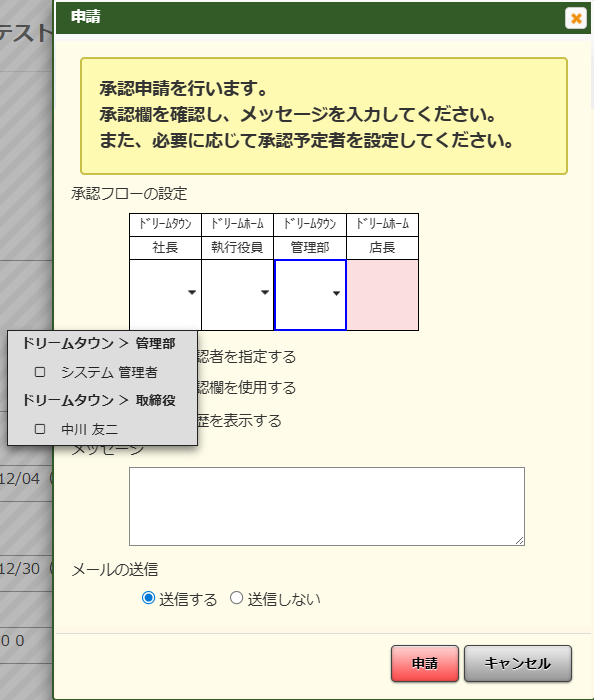 申請
テスト
承認申請を行います。
承認欄を確認し、メッセージを入力してください。
また、必要に応じて承認予定者を設定してください。
承認フローの設定
ﾄﾞﾘｰﾑﾀｳﾝ ﾄﾞﾘｰﾑﾎｰﾑ ﾄﾞﾘｰﾑﾀｳﾝ ﾄﾞﾘｰﾑﾎｰﾑ
社長 執行役員 管理部 店長
ドリームタウン > 管理部
システム 管理者
ドリームタウン > 取締役
中川 友二
認者を指定する
認欄を使用する
歴を表示する
メッセージ
12/04（
12/30（
0 0
メールの送信
送信する 送信しない
申請 キャンセル